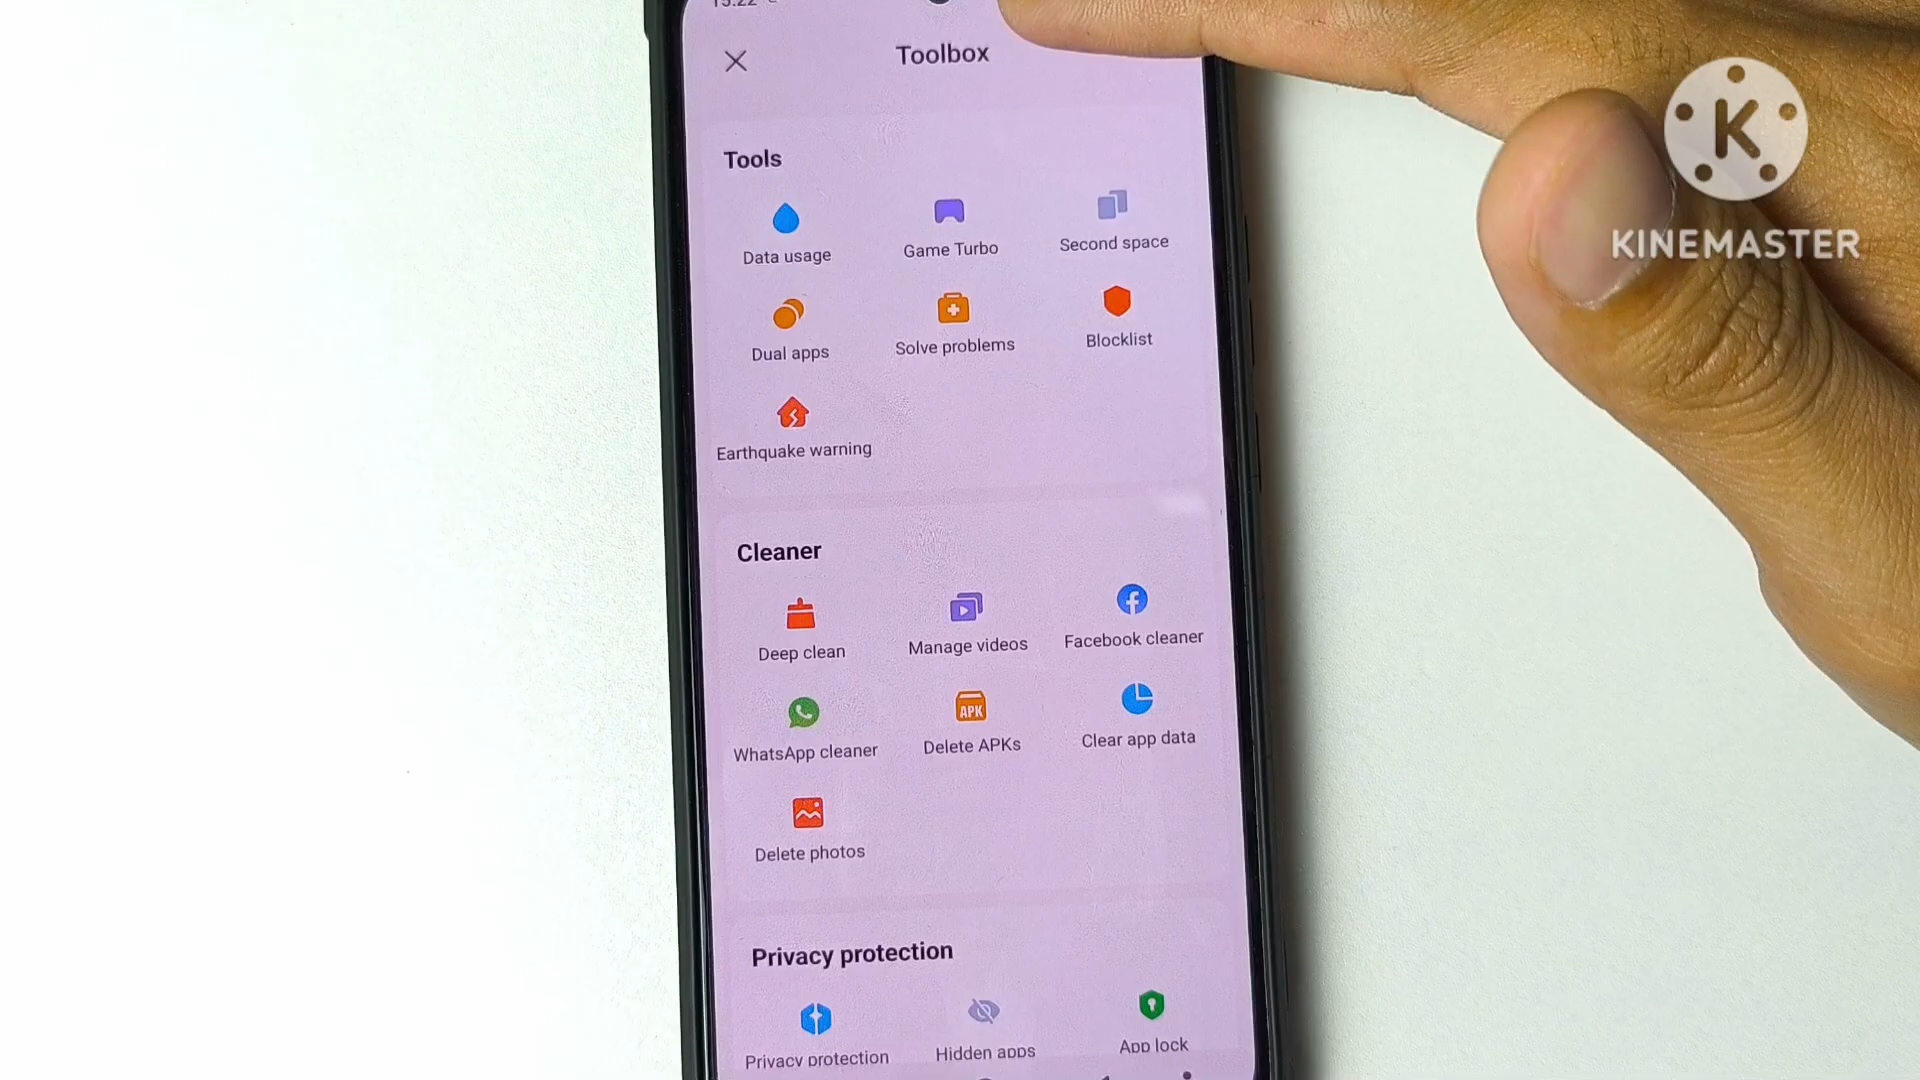 15:22
Toolbox
Tools
Data usage
Game Turbo
Second space
Dual apps
Solve problems
Blocklist
Earthquake warning
Cleaner
Deep clean
Manage videos
Facebook cleaner
WhatsApp cleaner
APK
Delete APKs
Clear app data
Delete photos
Privacy protection
Privacy protection
Hidden apps
App lock
K
KINEMASTER